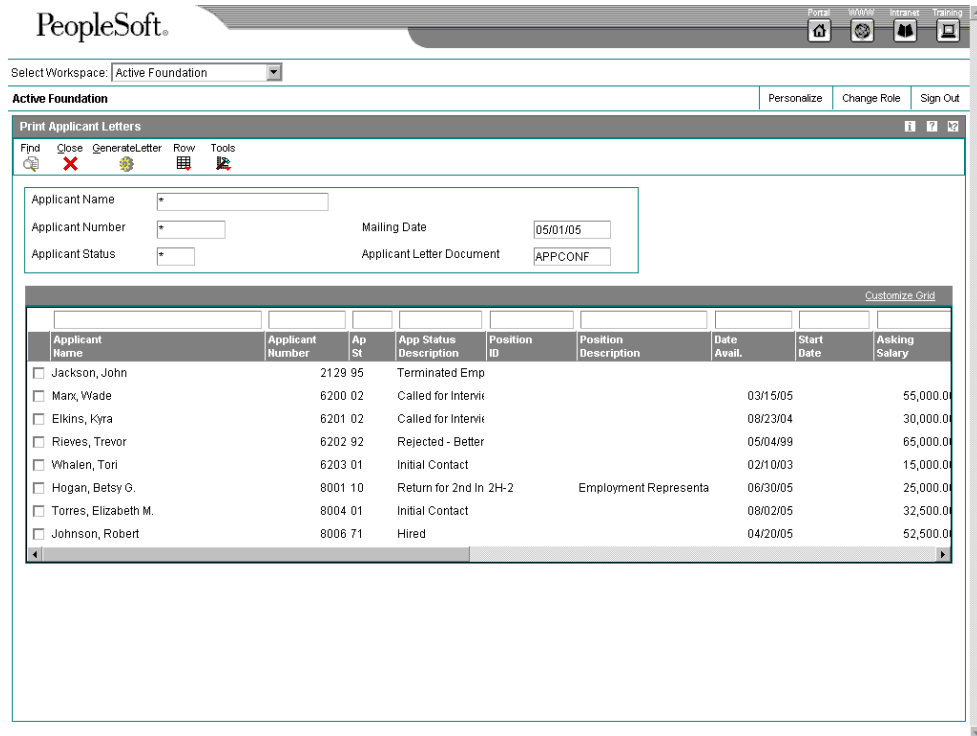 PeopleSoft®
Portal WWW Intranet Training
Select Workspace: Active Foundation
Active Foundation Personalize Change Role Sign Out
Print Applicant Letters
Find Close GenerateLetter Row Tools
Applicant Name *
Applicant Number * Mailing Date 05/01/05
Applicant Status * Applicant Letter Document APPCONF
Customize Grid
Applicant Name Applicant Number Ap St App Status Description Position ID Position Description Date Avail. Start Date Asking Salary
Jackson, John 2129 95 Terminated Emp
Marx, Wade 6200 02 Called for Intervie 03/15/05 55,000.0
Elkins, Kyra 6201 02 Called for Intervie 08/23/04 30,000.0
Rieves, Trevor 6202 92 Rejected - Better 05/04/99 65,000.0
Whalen, Tori 6203 01 Initial Contact 02/10/03 15,000.0
Hogan, Betsy G. 8001 10 Return for 2nd In 2H-2 Employment Representa 06/30/05 25,000.0
Torres, Elizabeth M. 8004 01 Initial Contact 08/02/05 32,500.0
Johnson, Robert 8006 71 Hired 04/20/05 52,500.0